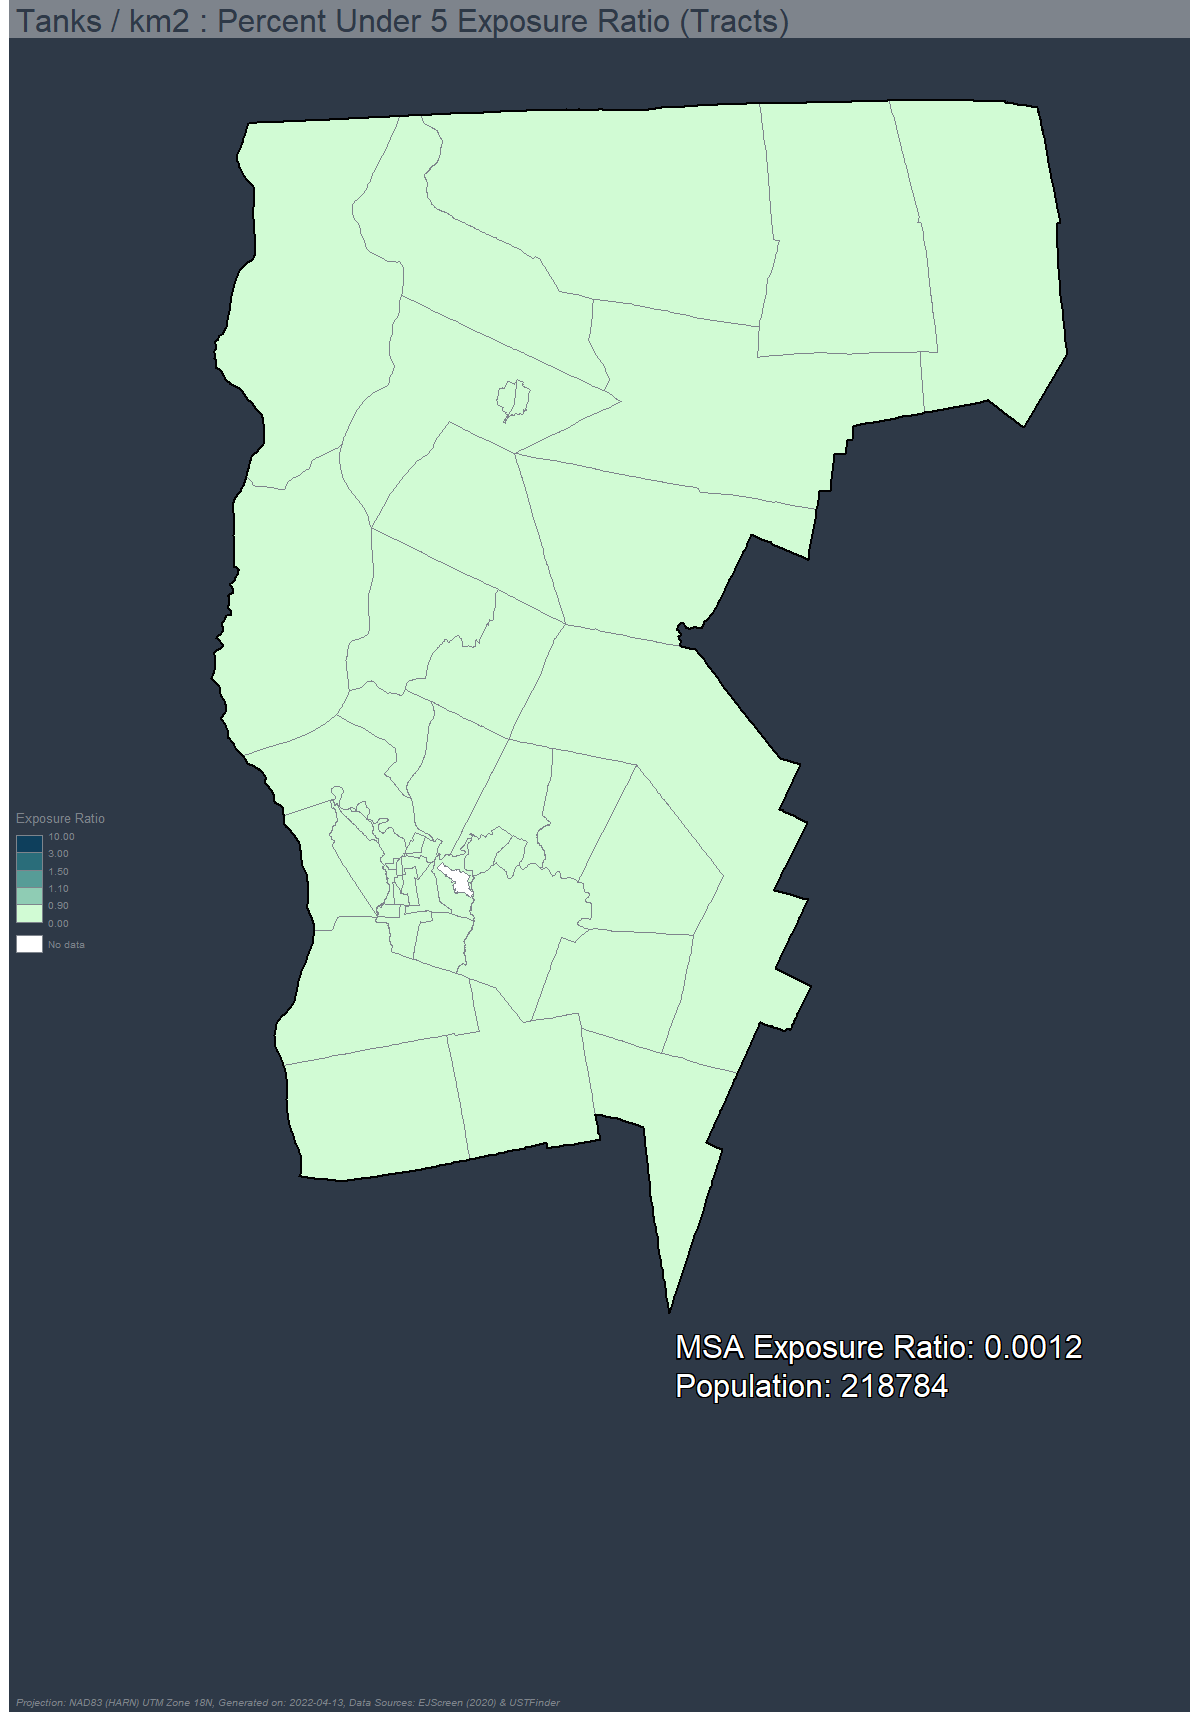 Tanks / km2 : Percent Under 5 Exposure Ratio (Tracts)
Exposure Ratio
10.00
3.00
1.50
1.10
0.90
0.00
No data
MSA Exposure Ratio: 0.0012
Population: 218784
Projection: NAD83 (HARN) UTM Zone 18N, Generated on: 2022-04-13, Data Sources: EJScreen (2020) & USTFinder